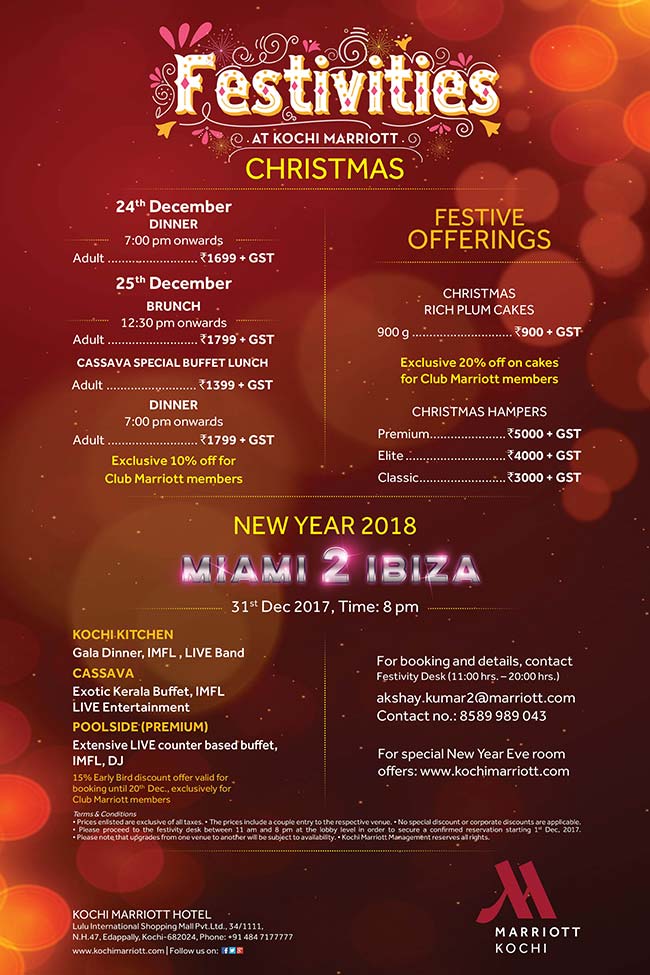 Festivities
AT KOCHI MARRIOTT
CHRISTMAS
24th December
DINNER
7:00 pm onwards
Adult ........................ ₹1699 + GST
25th December
BRUNCH
12:30 pm onwards
Adult ........................ ₹1799 + GST
CASSAVA SPECIAL BUFFET LUNCH
Adult ........................ ₹1399 + GST
DINNER
7:00 pm onwards
Adult ........................ ₹1799 + GST
Exclusive 10% off for
Club Marriott members
FESTIVE
OFFERINGS
CHRISTMAS
RICH PLUM CAKES
900 g ........................... ₹900 + GST
Exclusive 20% off on cakes
for Club Marriott members
CHRISTMAS HAMPERS
Premium.................... ₹5000 + GST
Elite ........................... ₹4000 + GST
Classic....................... ₹3000 + GST
NEW YEAR 2018
MIAMI 2 IBIZA
31st Dec 2017, Time: 8 pm
KOCHI KITCHEN
Gala Dinner, IMFL , LIVE Band
CASSAVA
Exotic Kerala Buffet, IMFL
LIVE Entertainment
POOLSIDE (PREMIUM)
Extensive LIVE counter based buffet,
IMFL, DJ
15% Early Bird discount offer valid for
booking until 20th Dec., exclusively for
Club Marriott members
For booking and details, contact
Festivity Desk (11:00 hrs. – 20:00 hrs.)
akshay.kumar2@marriott.com
Contact no.: 8589 989 043
For special New Year Eve room
offers: www.kochimarriott.com
Terms & Conditions
• Prices enlisted are exclusive of all taxes. • The prices include a couple entry to the respective venue. • No special discount or corporate discounts are applicable.
• Please proceed to the festivity desk between 11 am and 8 pm at the lobby level in order to secure a confirmed reservation starting 1st Dec, 2017.
• Please note that upgrades from one venue to another will be subject to availability. • Kochi Marriott Management reserves all rights.
KOCHI MARRIOTT HOTEL
Lulu International Shopping Mall Pvt.Ltd., 34/1111,
N.H.47, Edappally, Kochi-682024, Phone: +91 484 7177777
www.kochimarriott.com | Follow us on:
MARRIOTT
KOCHI